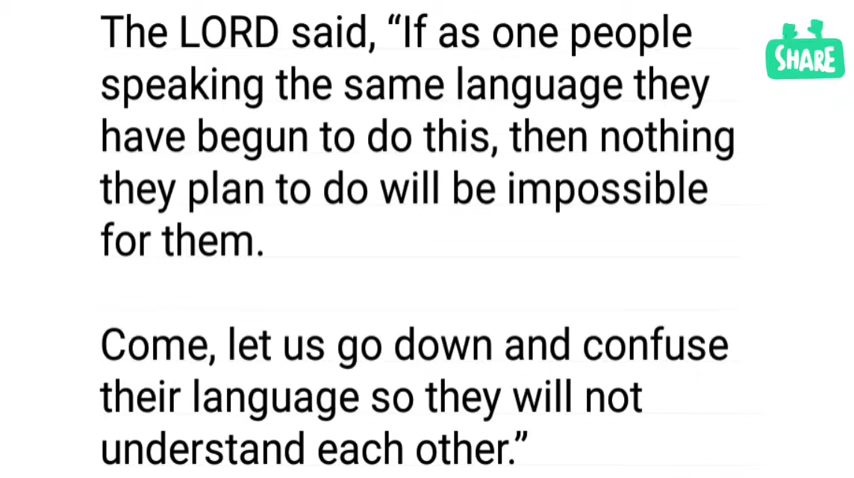 The LORD said, “If as one people
speaking the same language they
have begun to do this, then nothing
they plan to do will be impossible
for them.
Come, let us go down and confuse
their language so they will not
understand each other.”
SHARE